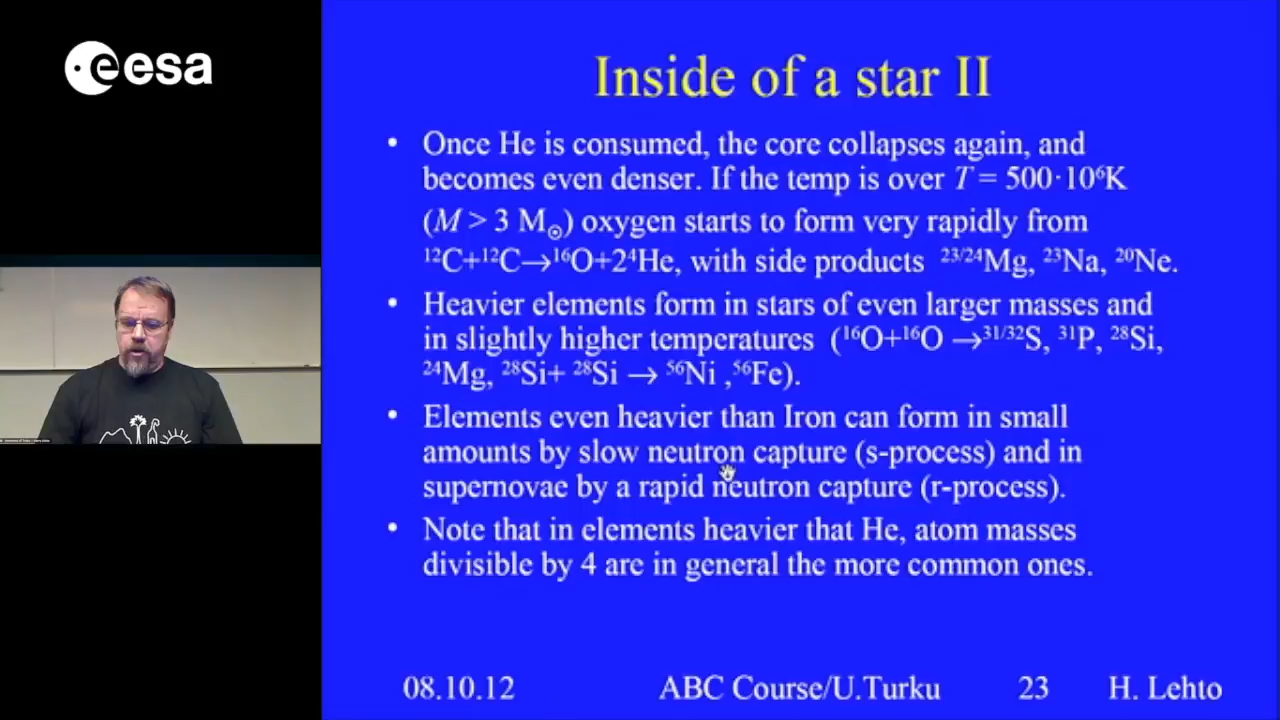 esa
Inside of a star II
• Once He is consumed, the core collapses again, and
becomes even denser. If the temp is over T = 500·10⁶K
(M > 3 M☉) oxygen starts to form very rapidly from
¹²C+¹²C→¹⁶O+2⁴He, with side products ²³ᐟ²⁴Mg, ²³Na, ²⁰Ne.
• Heavier elements form in stars of even larger masses and
in slightly higher temperatures (¹⁶O+¹⁶O →³¹ᐟ³²S, ³¹P, ²⁸Si,
²⁴Mg, ²⁸Si+ ²⁸Si → ⁵⁶Ni ,⁵⁶Fe).
• Elements even heavier than Iron can form in small
amounts by slow neutron capture (s-process) and in
supernovae by a rapid neutron capture (r-process).
• Note that in elements heavier that He, atom masses
divisible by 4 are in general the more common ones.
08.10.12 ABC Course/U.Turku 23 H. Lehto